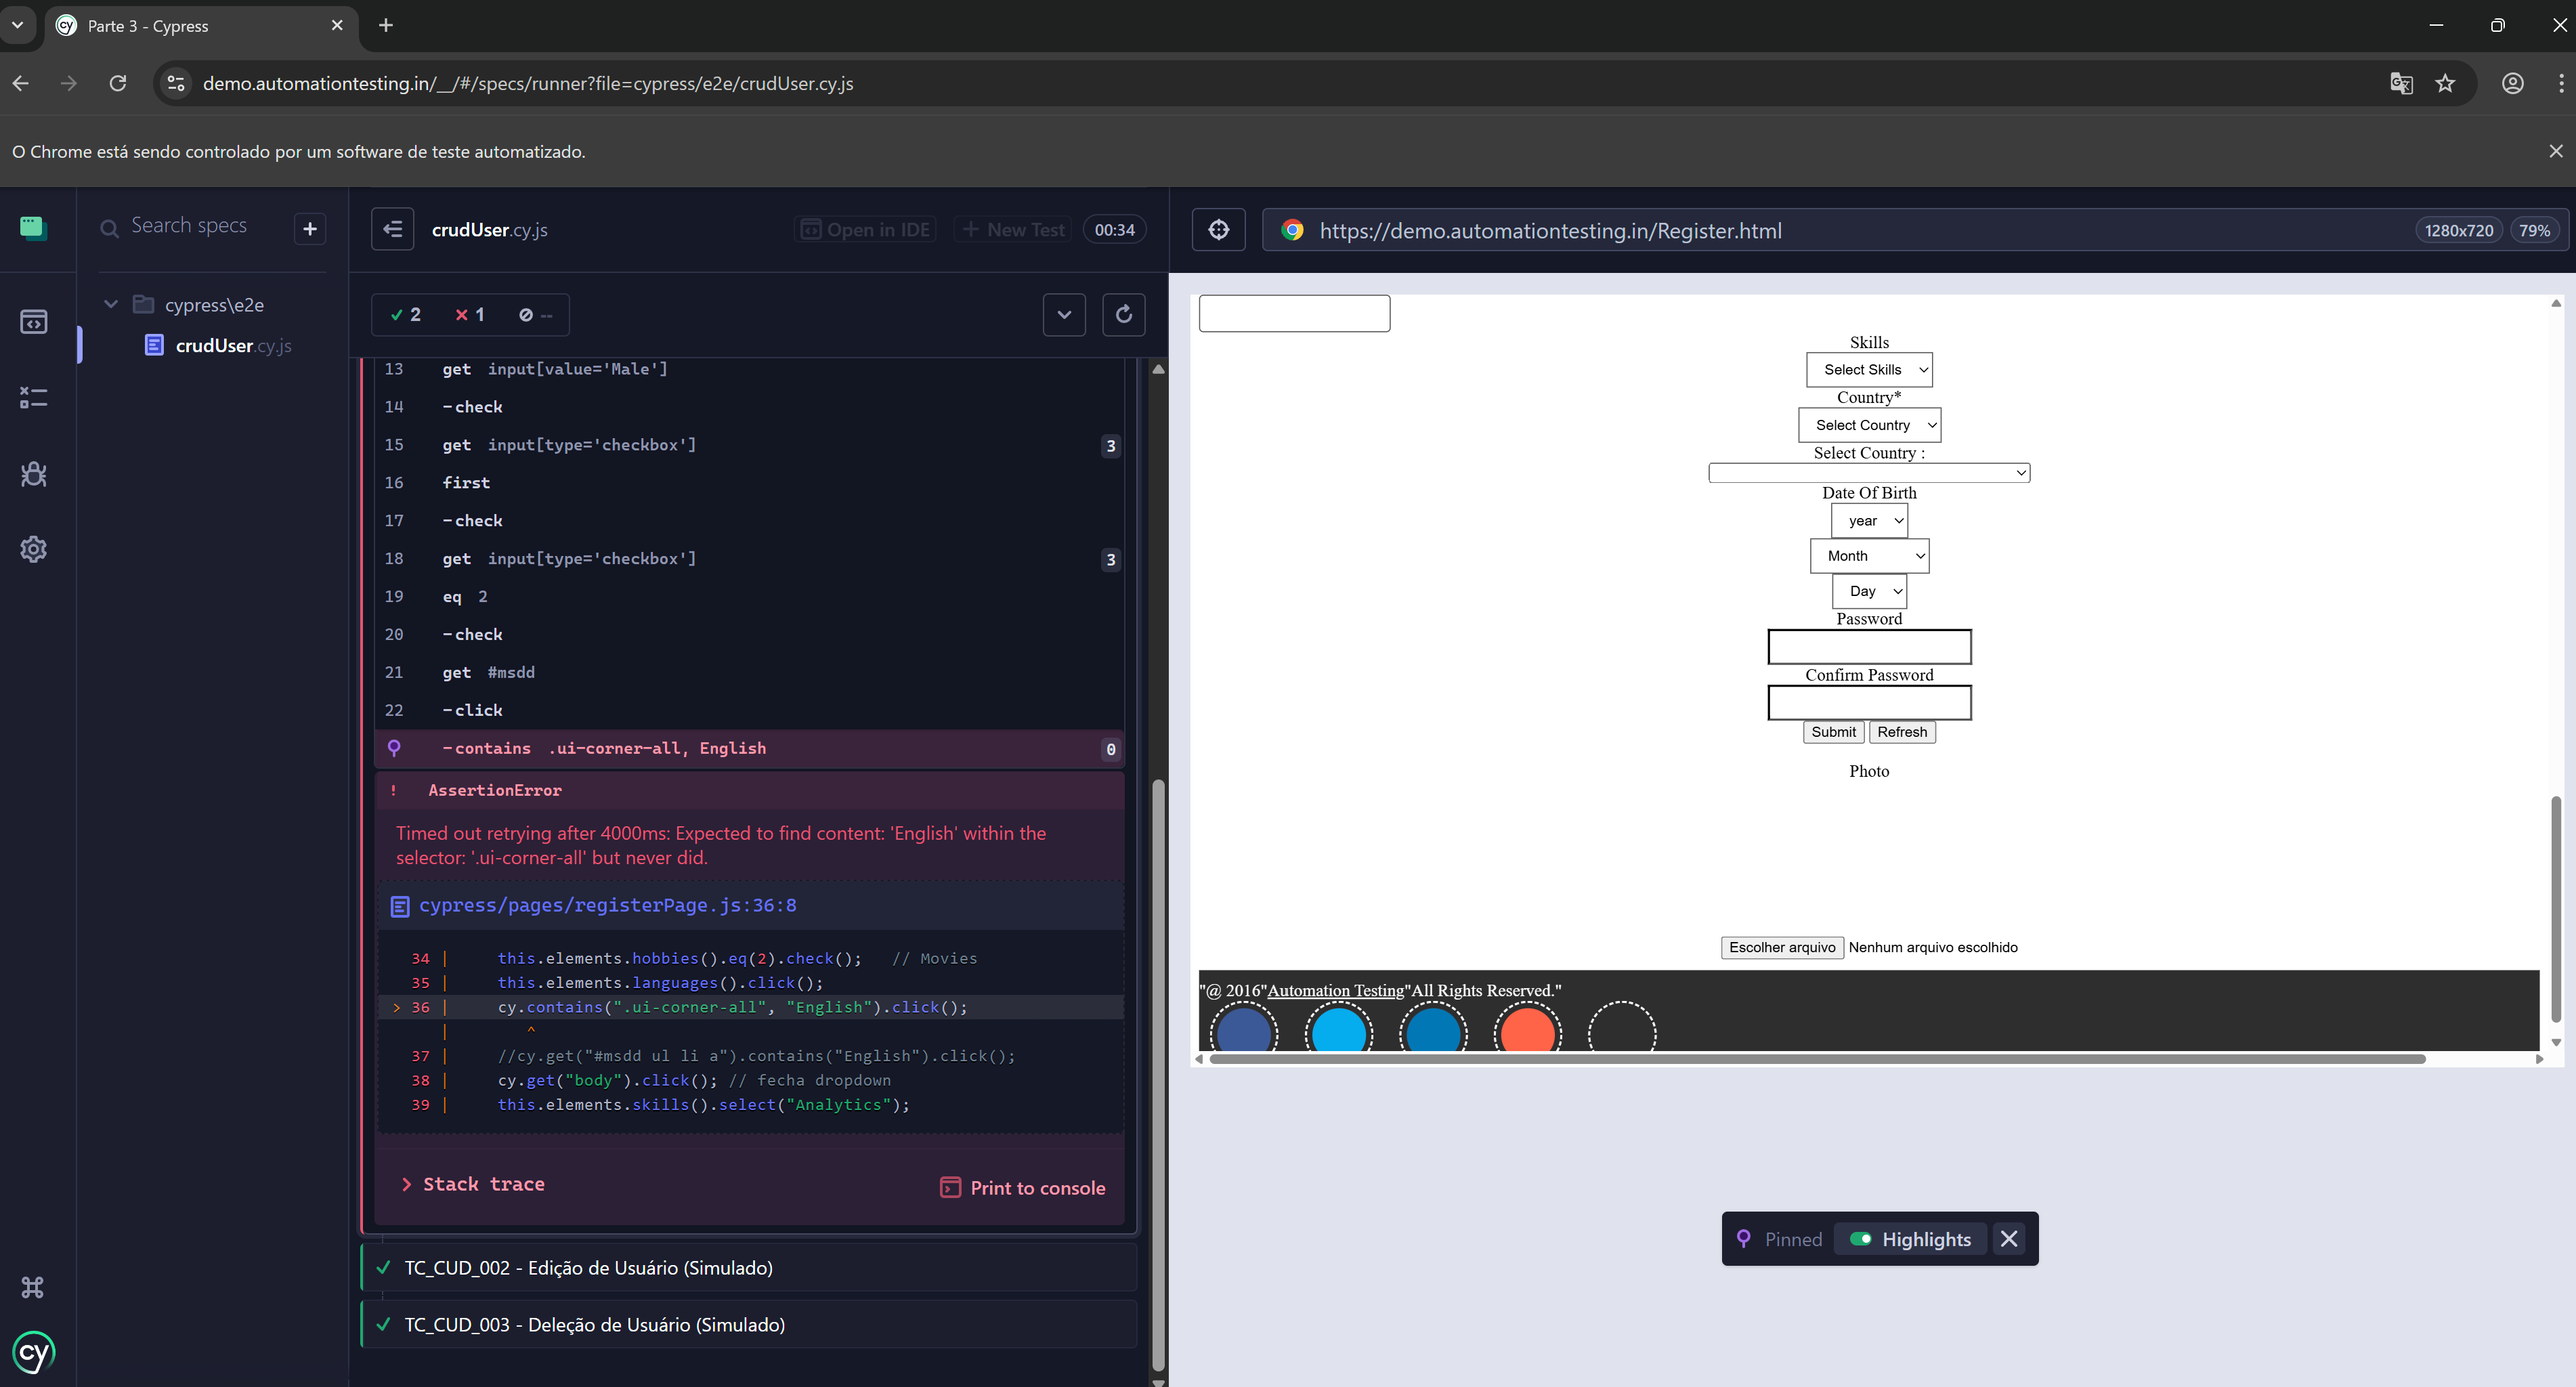 Parte 3 - Cypress
demo.automationtesting.in/__/#/specs/runner?file=cypress/e2e/crudUser.cy.js
O Chrome está sendo controlado por um software de teste automatizado.
Search specs
cypress\e2e
crudUser.cy.js
crudUser.cy.js
Open in IDE
New Test
00:34
2
1
--
13 get input[value='Male']
14 -check
15 get input[type='checkbox'] 3
16 first
17 -check
18 get input[type='checkbox'] 3
19 eq 2
20 -check
21 get #msdd
22 -click
-contains .ui-corner-all, English 0
! AssertionError
Timed out retrying after 4000ms: Expected to find content: 'English' within the
selector: '.ui-corner-all' but never did.
cypress/pages/registerPage.js:36:8
34 | this.elements.hobbies().eq(2).check(); // Movies
35 | this.elements.languages().click();
> 36 | cy.contains(".ui-corner-all", "English").click();
| ^
37 | //cy.get("#msdd ul li a").contains("English").click();
38 | cy.get("body").click(); // fecha dropdown
39 | this.elements.skills().select("Analytics");
Stack trace
Print to console
TC_CUD_002 - Edição de Usuário (Simulado)
TC_CUD_003 - Deleção de Usuário (Simulado)
cy
https://demo.automationtesting.in/Register.html
1280x720
79%
Skills
Select Skills
Country*
Select Country
Select Country :
Date Of Birth
year
Month
Day
Password
Confirm Password
Submit Refresh
Photo
Escolher arquivo Nenhum arquivo escolhido
"@ 2016"Automation Testing"All Rights Reserved."
Pinned
Highlights